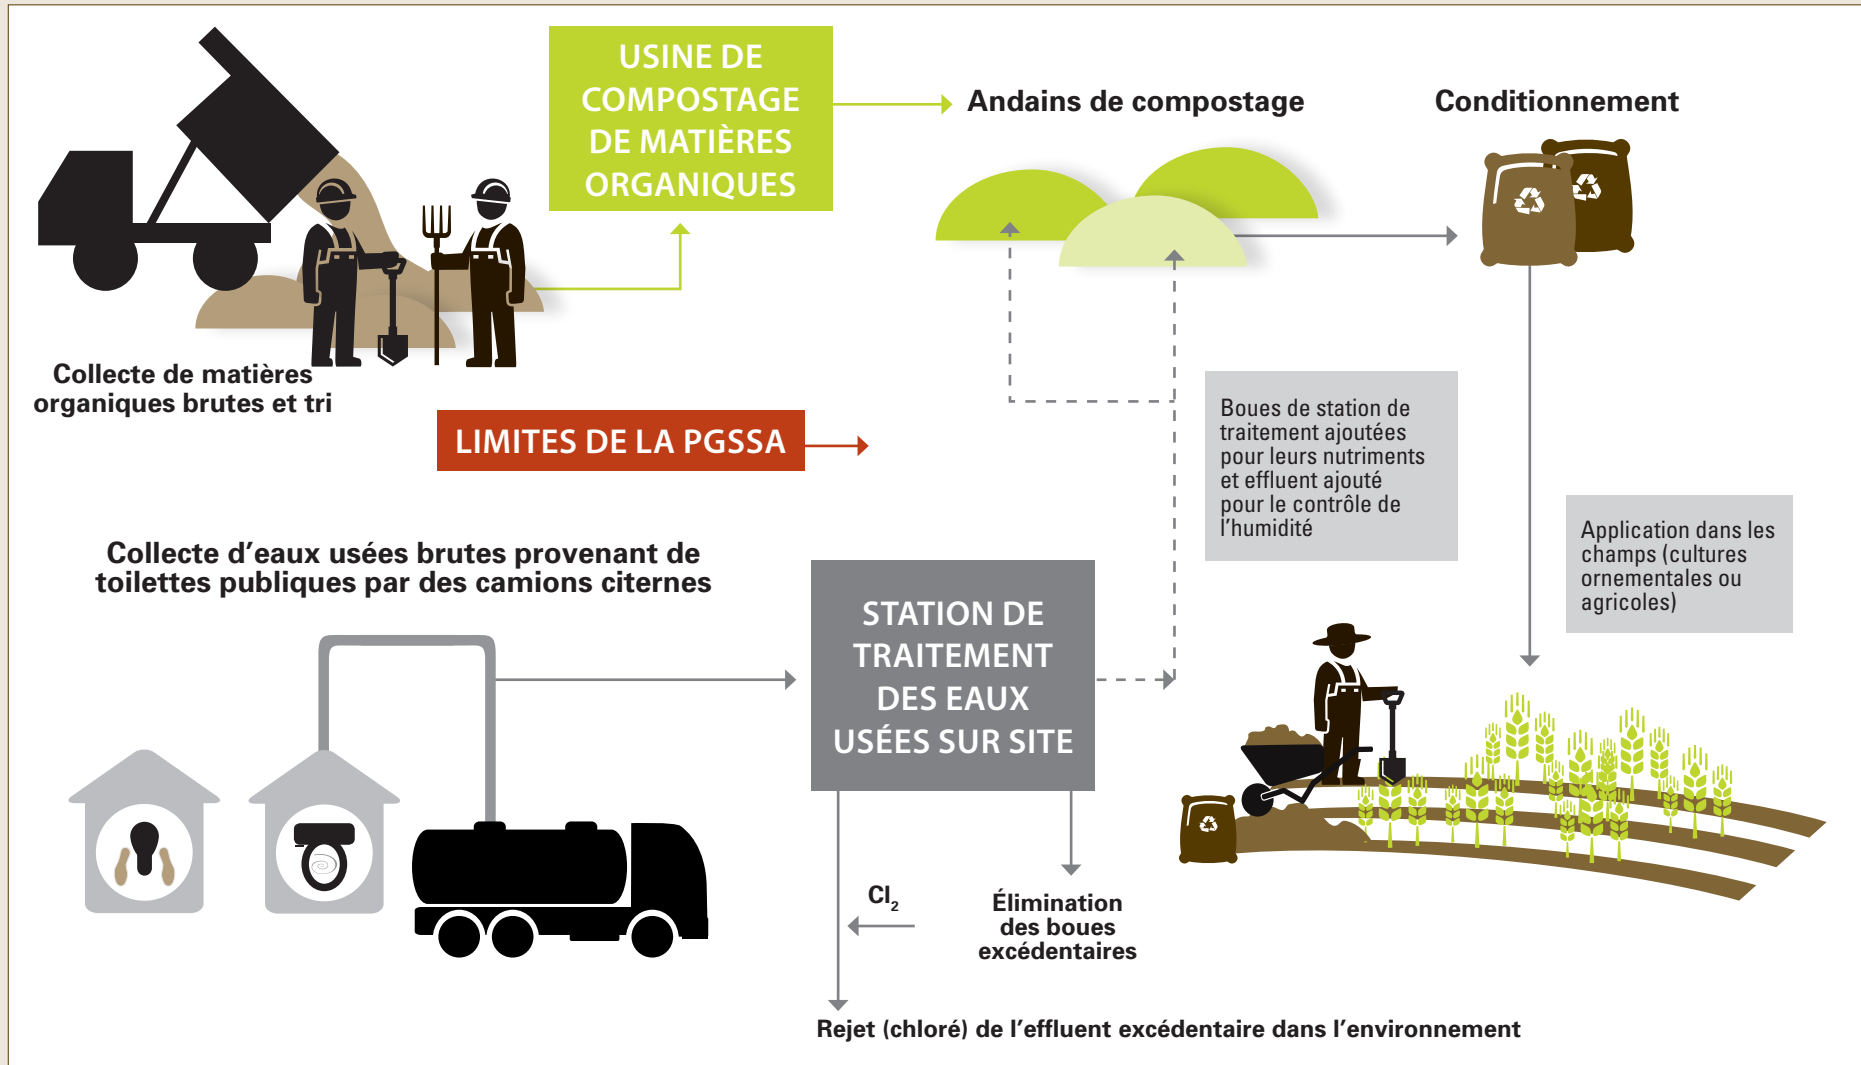 USINE DE
COMPOSTAGE
DE MATIÈRES
ORGANIQUES
Andains de compostage
Conditionnement
Collecte de matières
organiques brutes et tri
LIMITES DE LA PGSSA
Boues de station de
traitement ajoutées
pour leurs nutriments
et effluent ajouté
pour le contrôle de
l’humidité
Application dans les
champs (cultures
ornementales ou
agricoles)
Collecte d’eaux usées brutes provenant de
toilettes publiques par des camions citernes
STATION DE
TRAITEMENT
DES EAUX
USÉES SUR SITE
Cl₂
Élimination
des boues
excédentaires
Rejet (chloré) de l’effluent excédentaire dans l’environnement